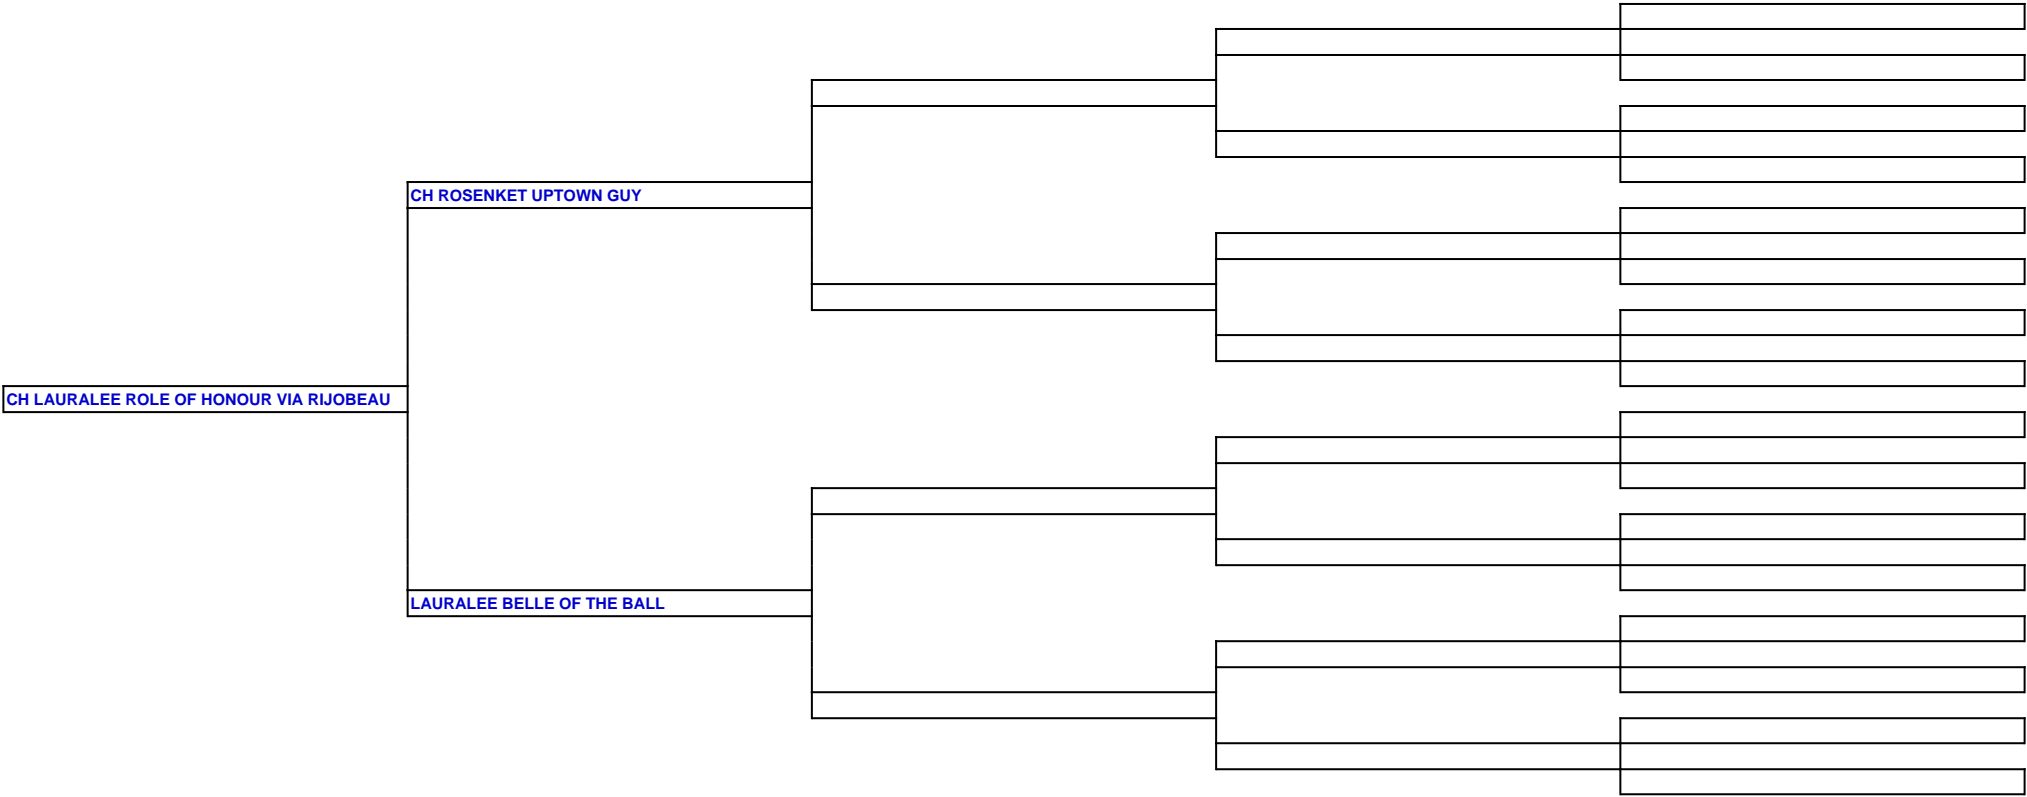 CH ROSENKET UPTOWN GUY
CH LAURALEE ROLE OF HONOUR VIA RIJOBEAU
LAURALEE BELLE OF THE BALL